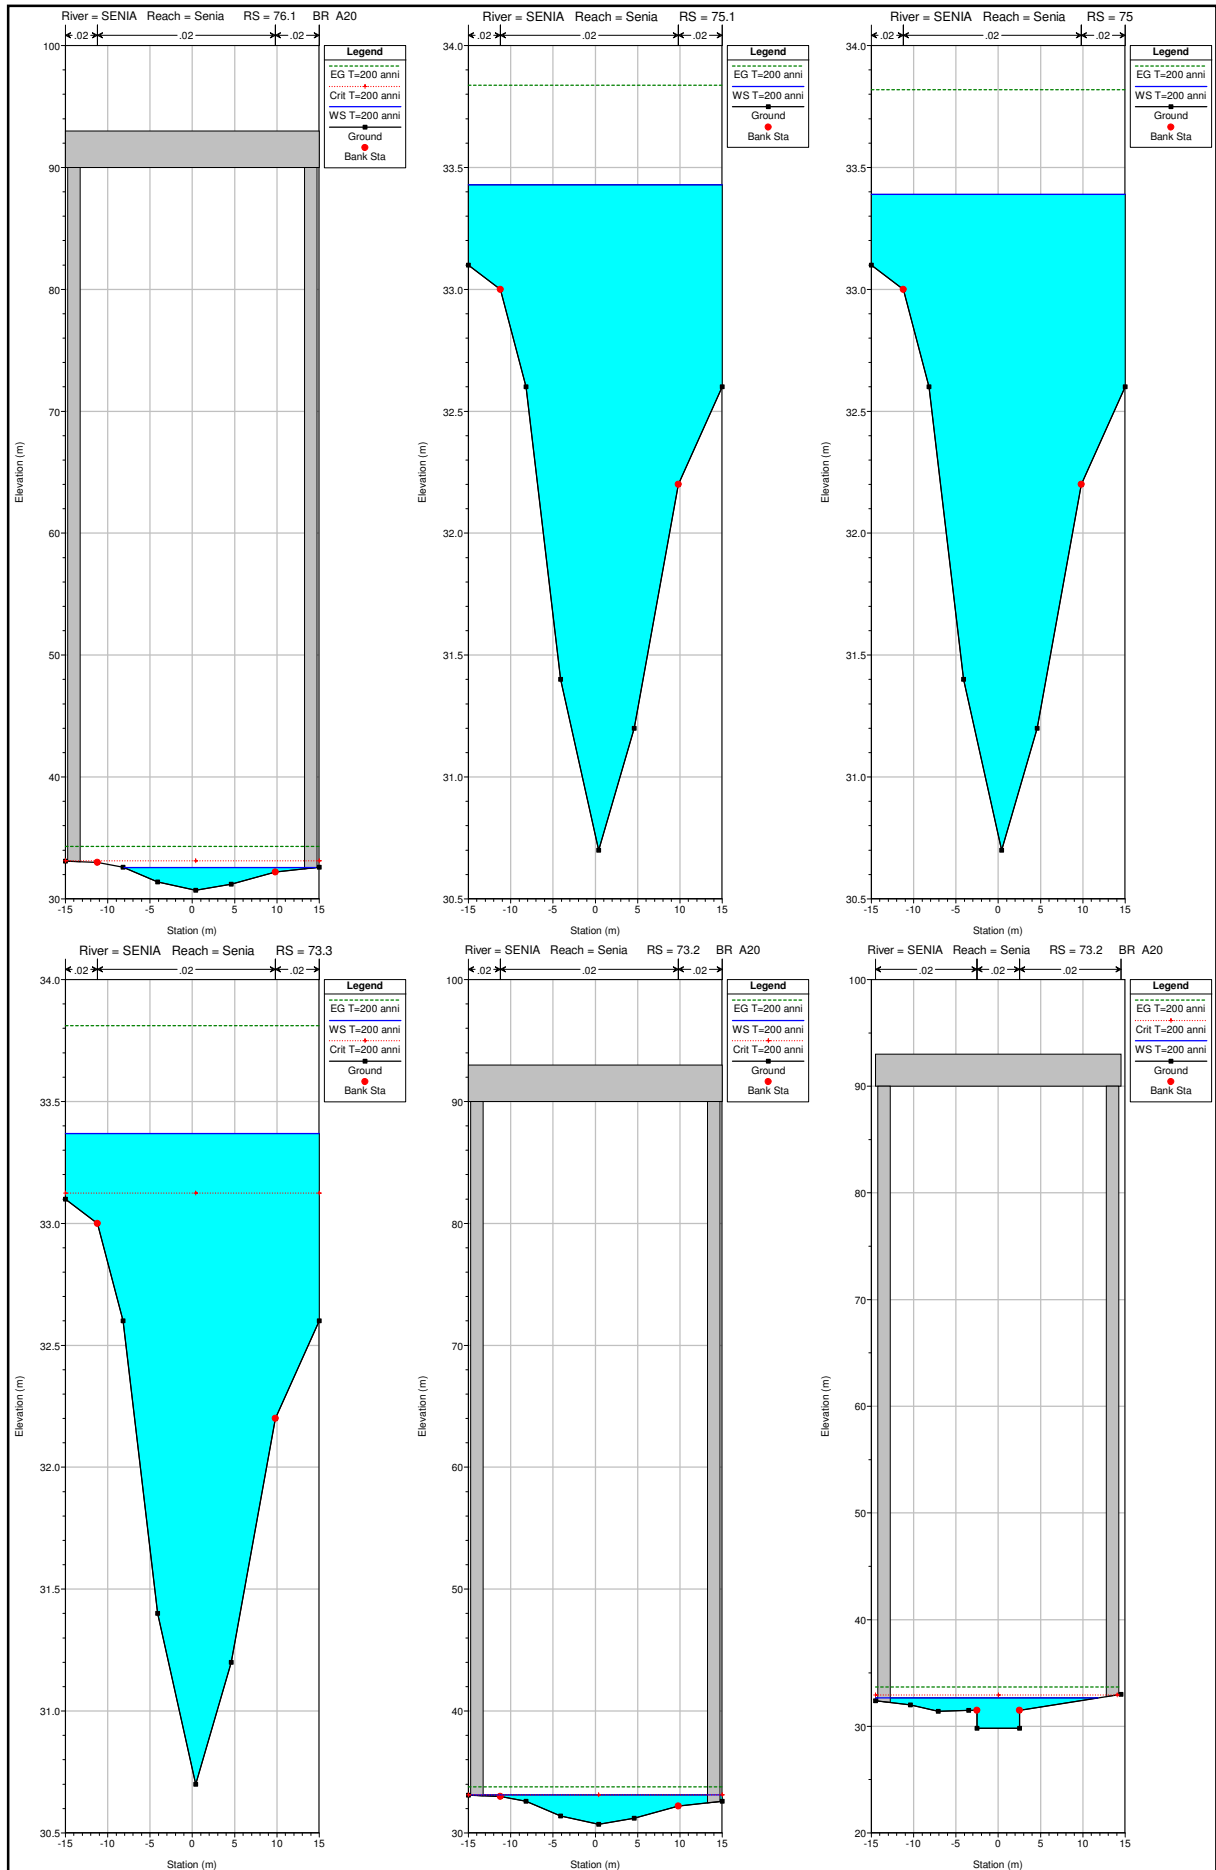 River = SENIA Reach = Senia RS = 76.1 BR A20
.02 .02 .02
Legend
EG T=200 anni
Crit T=200 anni
WS T=200 anni
Ground
Bank Sta
100
90
80
70
60
50
40
30
Elevation (m)
-15 -10 -5 0 5 10 15
Station (m)
River = SENIA Reach = Senia RS = 75.1
.02 .02 .02
Legend
EG T=200 anni
WS T=200 anni
Ground
Bank Sta
34.0
33.5
33.0
32.5
32.0
31.5
31.0
30.5
Elevation (m)
-15 -10 -5 0 5 10 15
Station (m)
River = SENIA Reach = Senia RS = 75
.02 .02 .02
Legend
EG T=200 anni
WS T=200 anni
Ground
Bank Sta
34.0
33.5
33.0
32.5
32.0
31.5
31.0
30.5
Elevation (m)
-15 -10 -5 0 5 10 15
Station (m)
River = SENIA Reach = Senia RS = 73.3
.02 .02 .02
Legend
EG T=200 anni
WS T=200 anni
Crit T=200 anni
Ground
Bank Sta
34.0
33.5
33.0
32.5
32.0
31.5
31.0
30.5
Elevation (m)
-15 -10 -5 0 5 10 15
Station (m)
River = SENIA Reach = Senia RS = 73.2 BR A20
.02 .02 .02
Legend
EG T=200 anni
WS T=200 anni
Crit T=200 anni
Ground
Bank Sta
100
90
80
70
60
50
40
30
Elevation (m)
-15 -10 -5 0 5 10 15
Station (m)
River = SENIA Reach = Senia RS = 73.2 BR A20
.02 .02 .02
Legend
EG T=200 anni
Crit T=200 anni
WS T=200 anni
Ground
Bank Sta
100
90
80
70
60
50
40
30
20
Elevation (m)
-15 -10 -5 0 5 10 15
Station (m)